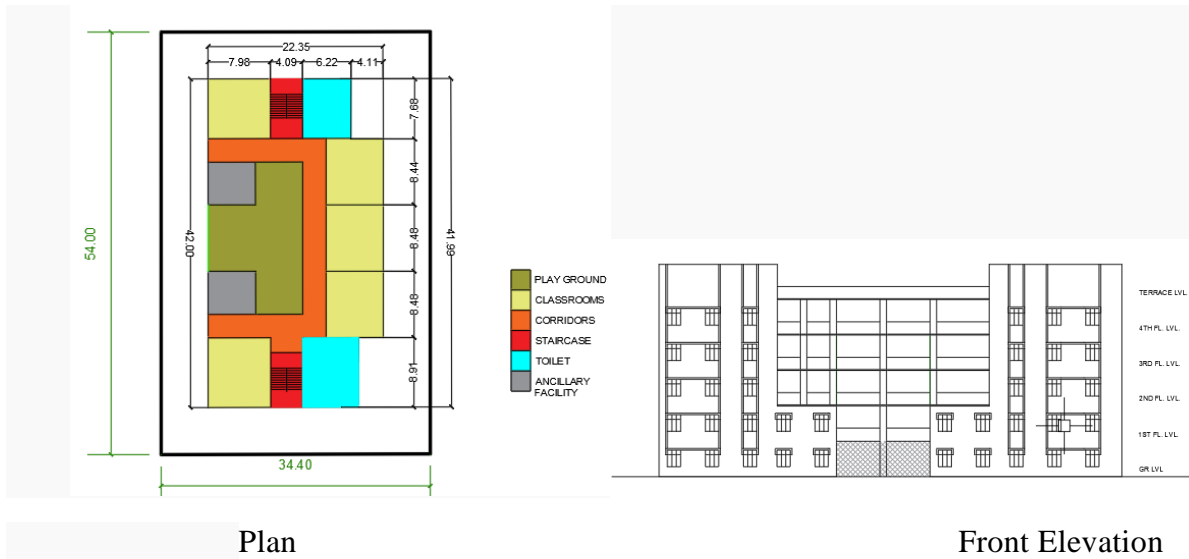 22.35
7.98
4.09
6.22
4.11
7.68
8.44
8.48
8.48
8.91
42.00
41.99
54.00
34.40
PLAY GROUND
CLASSROOMS
CORRIDORS
STAIRCASE
TOILET
ANCILLARY
FACILITY
TERRACE LVL.
4TH FL. LVL.
3RD FL. LVL.
2ND FL. LVL.
1ST FL. LVL.
GR LVL
Plan
Front Elevation